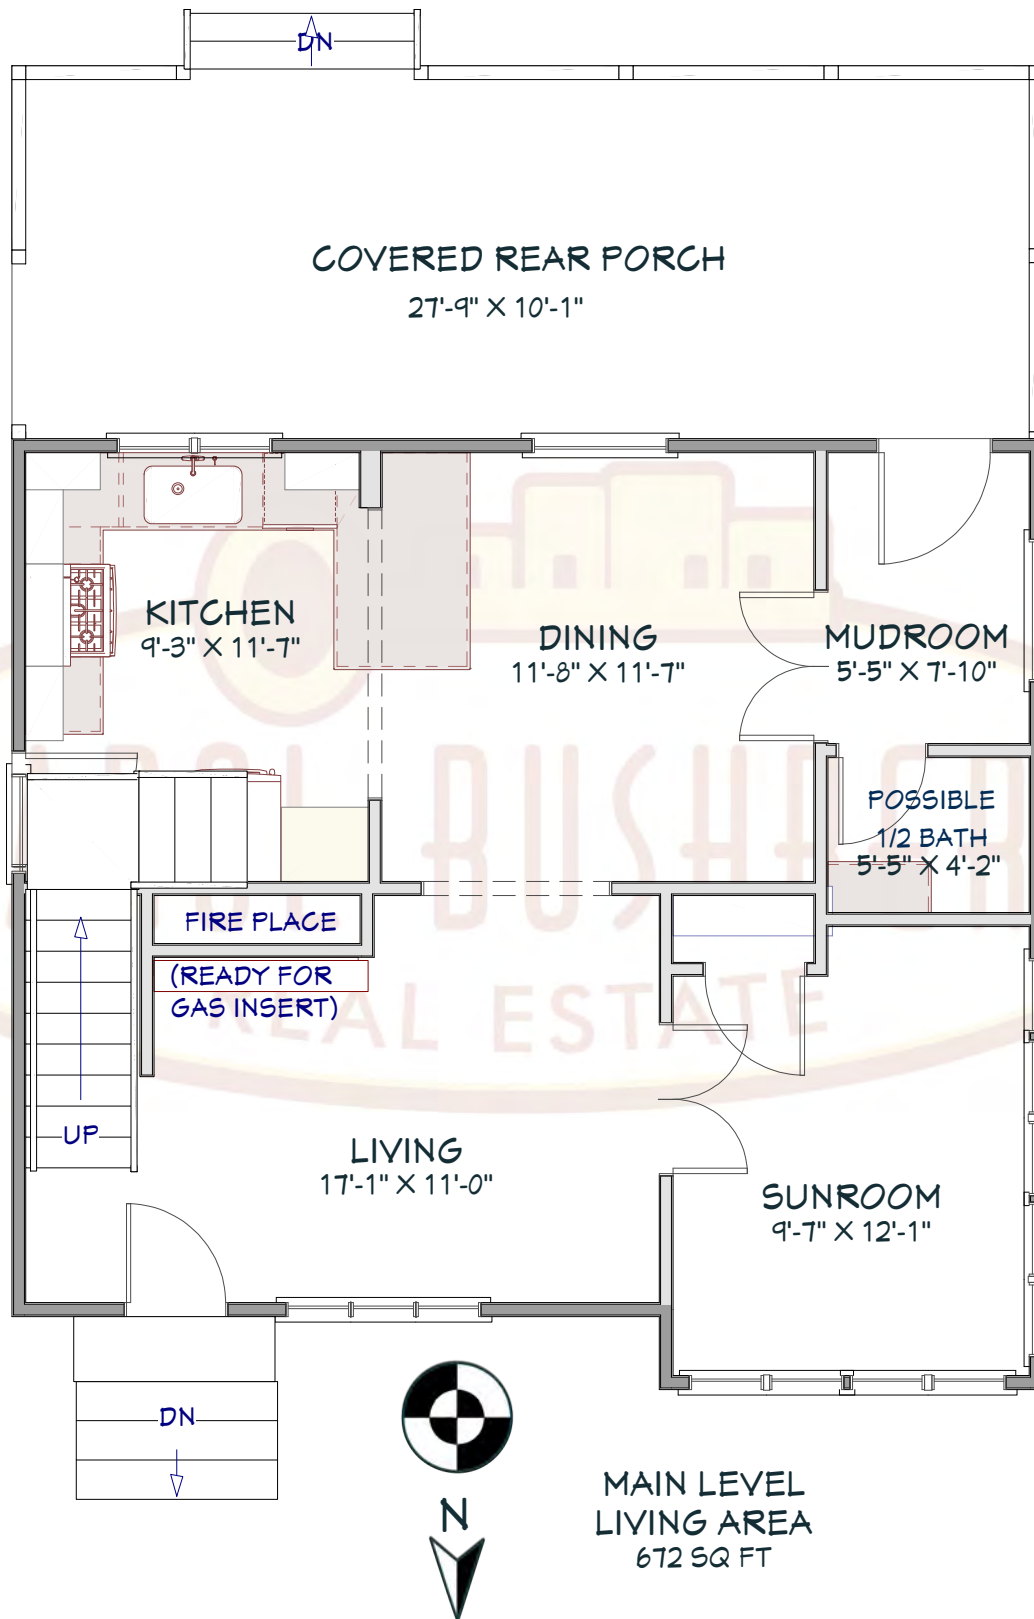 DN
COVERED REAR PORCH
27'-9" X 10'-1"
KITCHEN
9'-3" X 11'-7"
DINING
11'-8" X 11'-7"
MUDROOM
5'-5" X 7'-10"
POSSIBLE
1/2 BATH
5'-5" X 4'-2"
FIRE PLACE
(READY FOR
GAS INSERT)
UP
LIVING
17'-1" X 11'-0"
SUNROOM
9'-7" X 12'-1"
DN
N
MAIN LEVEL
LIVING AREA
672 SQ FT
REAL ESTATE